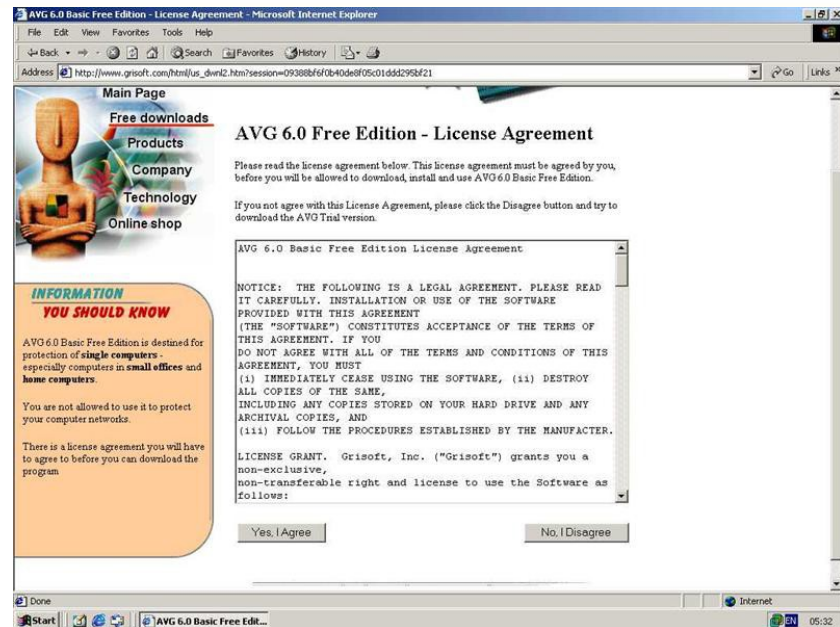 AVG 6.0 Basic Free Edition - License Agreement - Microsoft Internet Explorer
File Edit View Favorites Tools Help
Back Search Favorites History
Address http://www.grisoft.com/html/us_dwnl2.htm?session=09388bf6f0b40de8f05c01ddd295bf21 Go Links
Main Page
Free downloads
Products
Company
Technology
Online shop
INFORMATION
YOU SHOULD KNOW
AVG 6.0 Basic Free Edition is destined for
protection of single computers -
especially computers in small offices and
home computers.
You are not allowed to use it to protect
your computer networks.
There is a license agreement you will have
to agree to before you can download the
program
AVG 6.0 Free Edition - License Agreement
Please read the license agreement below. This license agreement must be agreed by you,
before you will be allowed to download, install and use AVG 6.0 Basic Free Edition.
If you not agree with this License Agreement, please click the Disagree button and try to
download the AVG Trial version.
AVG 6.0 Basic Free Edition License Agreement
NOTICE: THE FOLLOWING IS A LEGAL AGREEMENT. PLEASE READ
IT CAREFULLY. INSTALLATION OR USE OF THE SOFTWARE
PROVIDED WITH THIS AGREEMENT
(THE "SOFTWARE") CONSTITUTES ACCEPTANCE OF THE TERMS OF
THIS AGREEMENT. IF YOU
DO NOT AGREE WITH ALL OF THE TERMS AND CONDITIONS OF THIS
AGREEMENT, YOU MUST
(i) IMMEDIATELY CEASE USING THE SOFTWARE, (ii) DESTROY
ALL COPIES OF THE SAME,
INCLUDING ANY COPIES STORED ON YOUR HARD DRIVE AND ANY
ARCHIVAL COPIES, AND
(iii) FOLLOW THE PROCEDURES ESTABLISHED BY THE MANUFACTER.
LICENSE GRANT. Grisoft, Inc. ("Grisoft") grants you a
non-exclusive,
non-transferable right and license to use the Software as
follows:
Yes, I Agree No, I Disagree
Done Internet
Start AVG 6.0 Basic Free Edit... EN 05:32